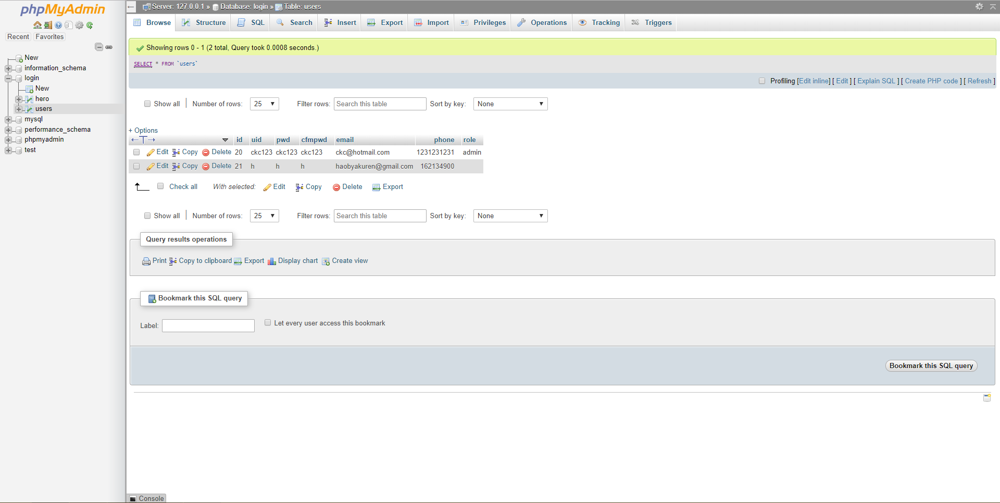 phpMyAdmin
Recent Favorites
New
information_schema
login
New
hero
users
mysql
performance_schema
phpmyadmin
test
Server: 127.0.0.1 » Database: login » Table: users
Browse Structure SQL Search Insert Export Import Privileges Operations Tracking Triggers
Showing rows 0 - 1 (2 total, Query took 0.0008 seconds.)
SELECT * FROM `users`
Profiling [Edit inline] [ Edit ] [ Explain SQL ] [ Create PHP code ] [ Refresh ]
Show all | Number of rows: 25 Filter rows: Search this table Sort by key: None
+ Options
←T→ id uid pwd cfmpwd email phone role
Edit Copy Delete 20 ckc123 ckc123 ckc123 ckc@hotmail.com 1231231231 admin
Edit Copy Delete 21 h h h haobyakuren@gmail.com 162134900
Check all With selected: Edit Copy Delete Export
Show all | Number of rows: 25 Filter rows: Search this table Sort by key: None
Query results operations
Print Copy to clipboard Export Display chart Create view
Bookmark this SQL query
Label: Let every user access this bookmark
Bookmark this SQL query
Console